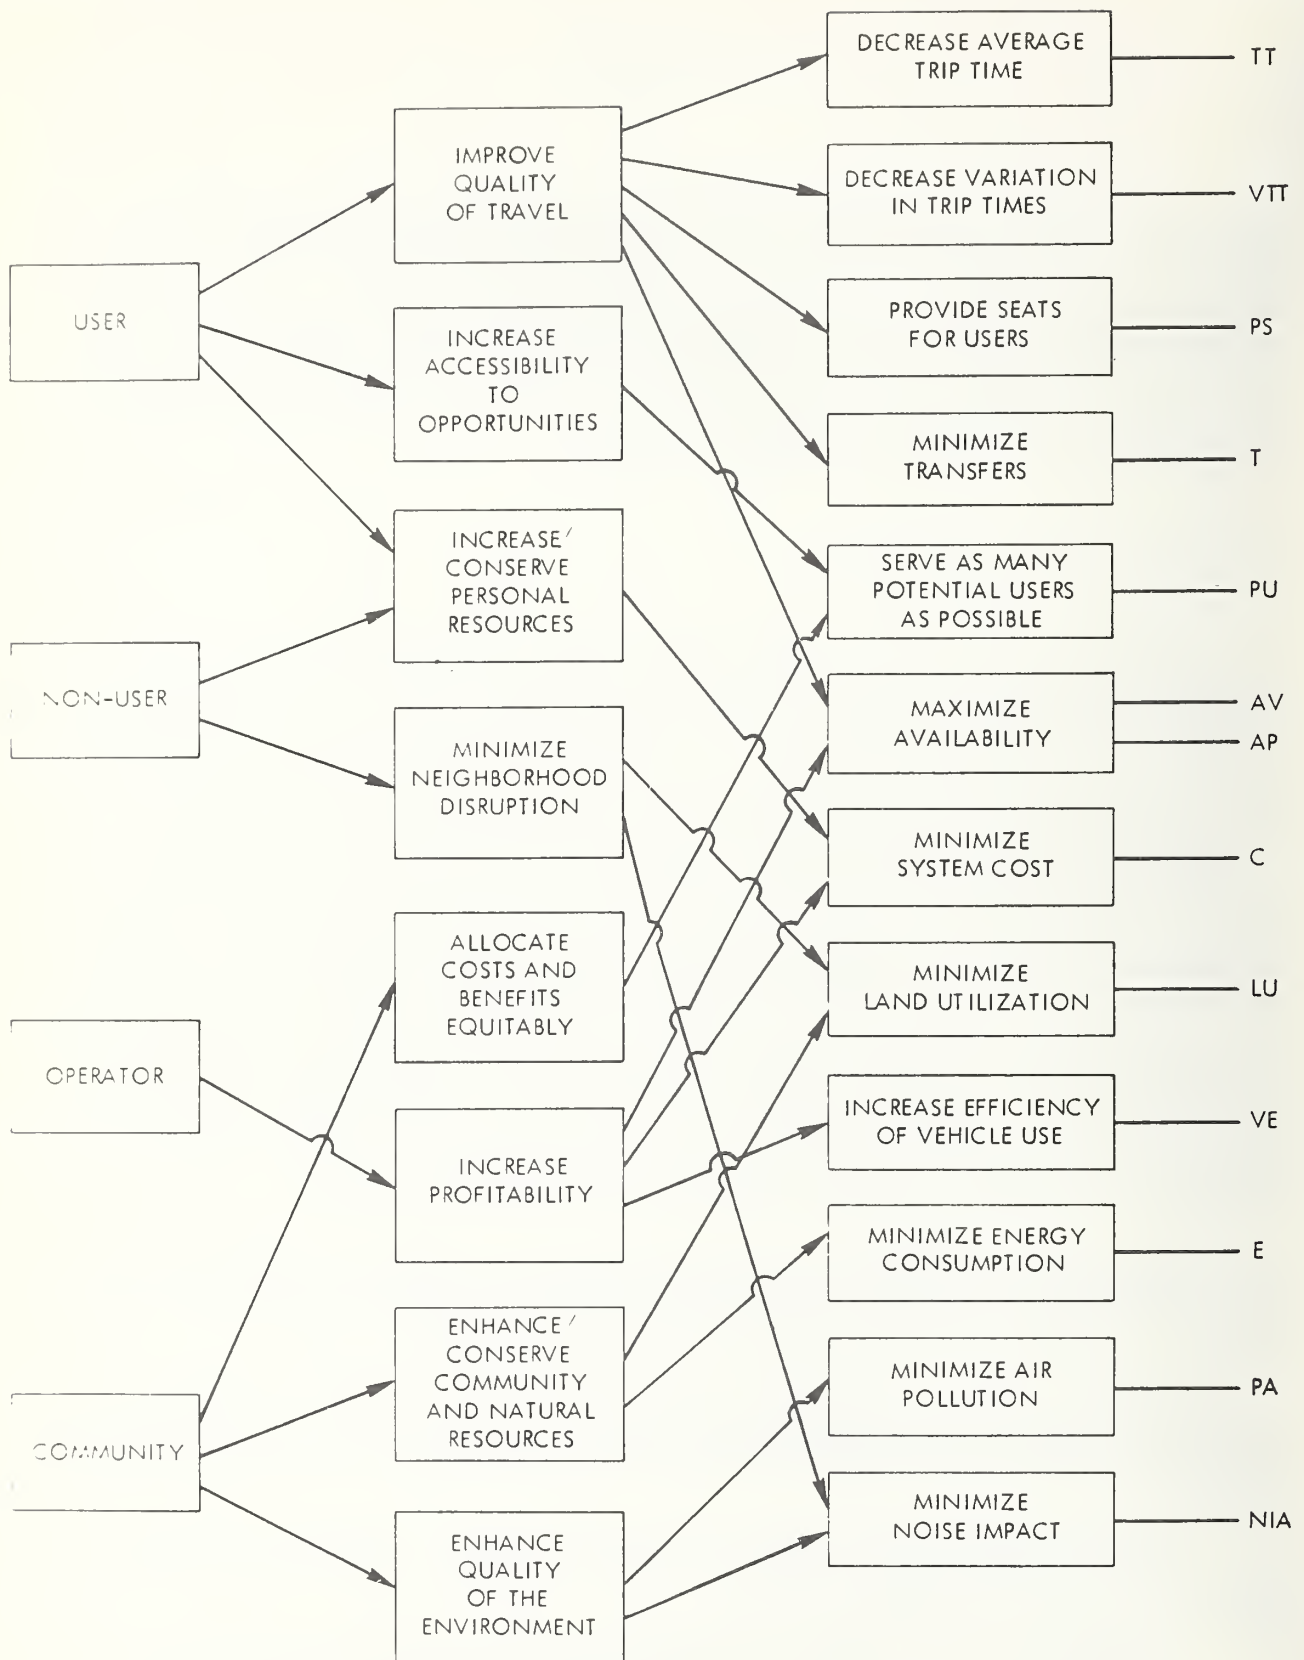 USER
NON-USER
OPERATOR
COMMUNITY
IMPROVE
QUALITY
OF TRAVEL
INCREASE
ACCESSIBILITY
TO
OPPORTUNITIES
INCREASE/
CONSERVE
PERSONAL
RESOURCES
MINIMIZE
NEIGHBORHOOD
DISRUPTION
ALLOCATE
COSTS AND
BENEFITS
EQUITABLY
INCREASE
PROFITABILITY
ENHANCE/
CONSERVE
COMMUNITY
AND NATURAL
RESOURCES
ENHANCE
QUALITY
OF THE
ENVIRONMENT
DECREASE AVERAGE
TRIP TIME
TT
DECREASE VARIATION
IN TRIP TIMES
VTT
PROVIDE SEATS
FOR USERS
PS
MINIMIZE
TRANSFERS
T
SERVE AS MANY
POTENTIAL USERS
AS POSSIBLE
PU
MAXIMIZE
AVAILABILITY
AV
AP
MINIMIZE
SYSTEM COST
C
MINIMIZE
LAND UTILIZATION
LU
INCREASE EFFICIENCY
OF VEHICLE USE
VE
MINIMIZE ENERGY
CONSUMPTION
E
MINIMIZE AIR
POLLUTION
PA
MINIMIZE
NOISE IMPACT
NIA